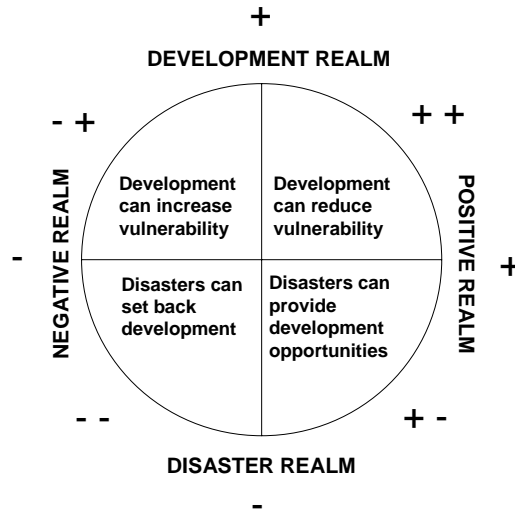 +
DEVELOPMENT REALM
- +
+ +
Development
can increase
vulnerability
Development
can reduce
vulnerability
NEGATIVE REALM
POSITIVE REALM
-
+
Disasters can
set back
development
Disasters can
provide
development
opportunities
- -
+ -
DISASTER REALM
-